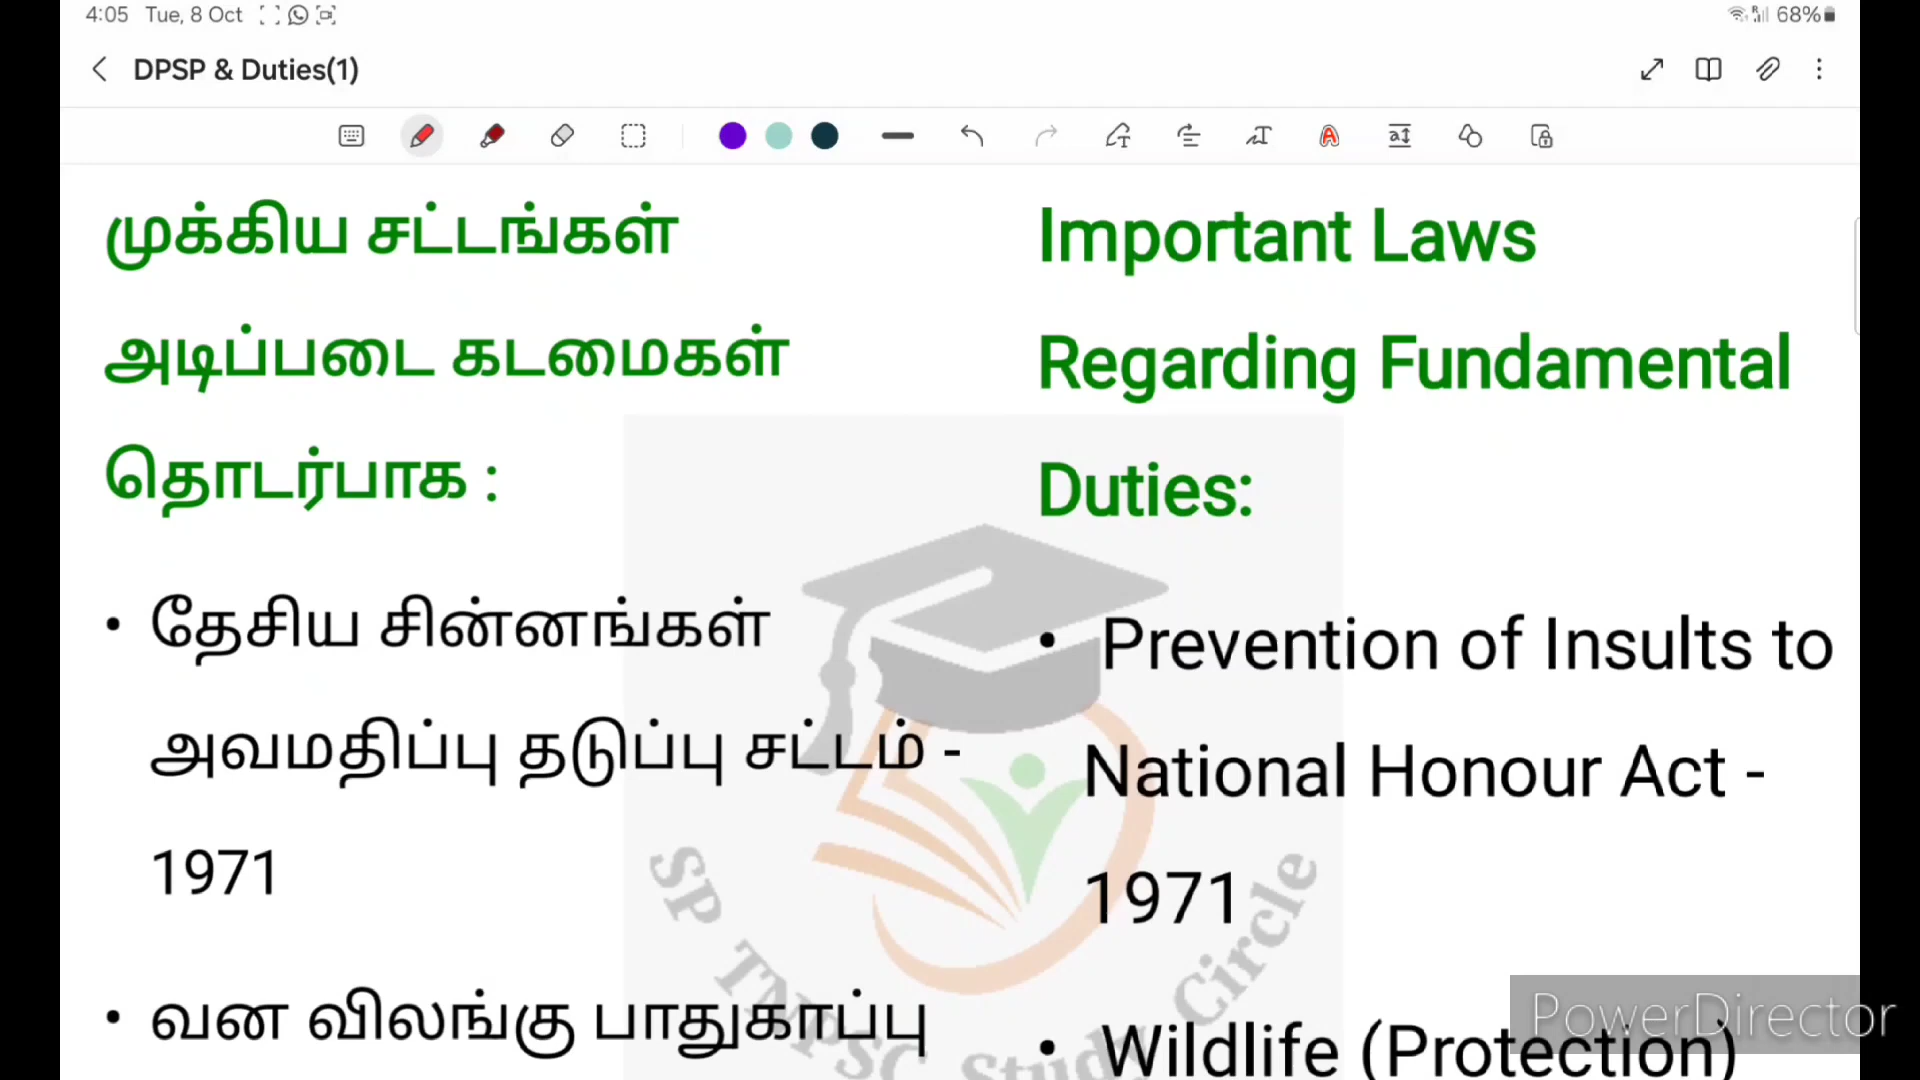 4:05 Tue, 8 Oct
68%
DPSP & Duties(1)
முக்கிய சட்டங்கள்
அடிப்படை கடமைகள்
தொடர்பாக :
• தேசிய சின்னங்கள்
அவமதிப்பு தடுப்பு சட்டம் -
1971
• வன விலங்கு பாதுகாப்பு
Important Laws
Regarding Fundamental
Duties:
• Prevention of Insults to
National Honour Act -
1971
• Wildlife (Protection)
SP TNPSC Study Circle
PowerDirector